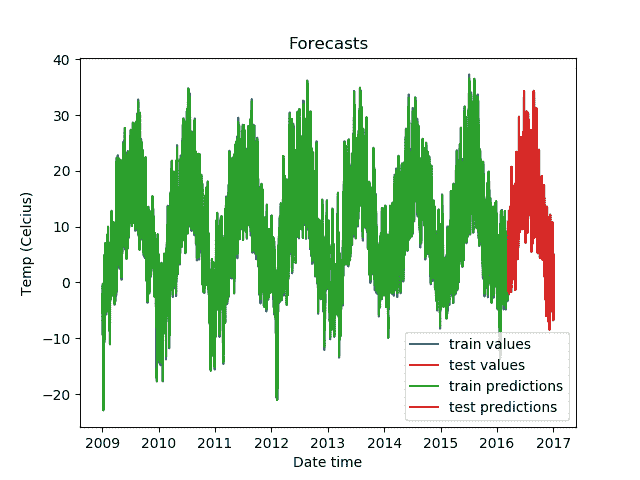 Forecasts
Temp (Celcius)
40
30
20
10
0
−10
−20
2009 2010 2011 2012 2013 2014 2015 2016 2017
Date time
train values
test values
train predictions
test predictions